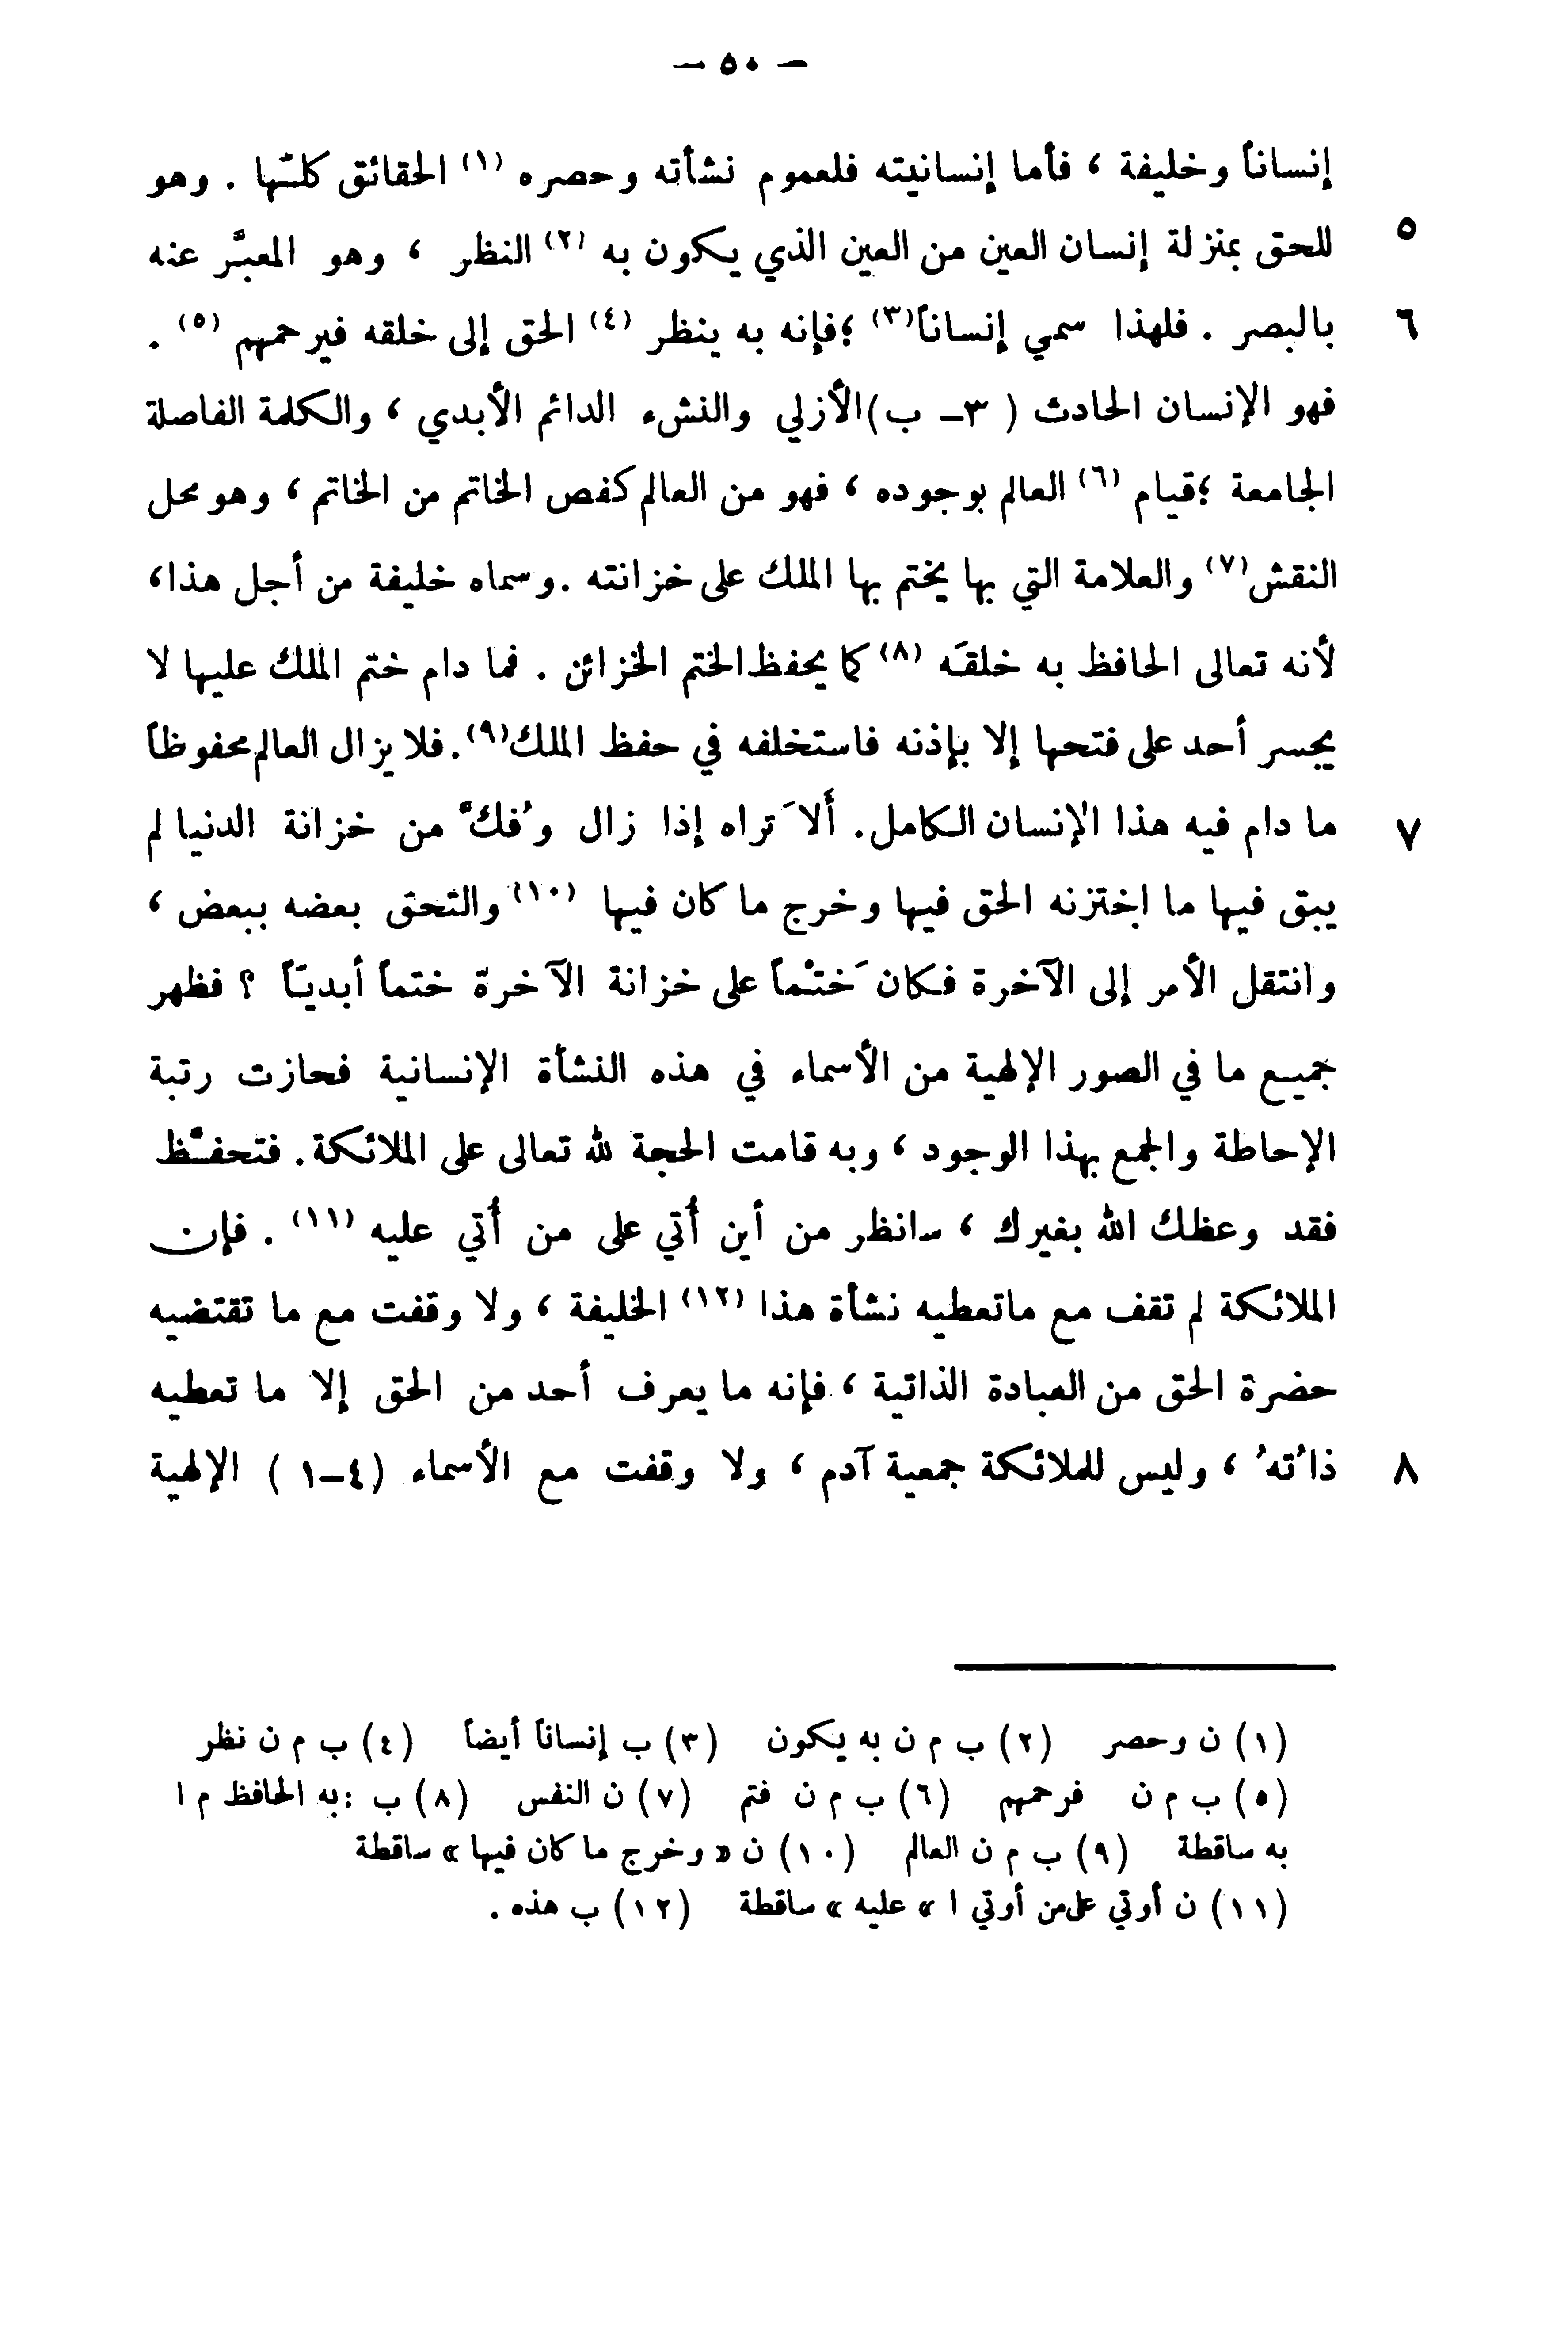 — ٥٠ —
إنساناً وخليفة ، فأما إنسانيته فلعموم نشأته وحصره (١) الحقائق كلّها . وهو
٥ للحق بمنزلة إنسان العين من العين الذي يكون به (٢) النظر ، وهو المعبَّر عنه
٦ بالبصر . فلهذا سمي إنساناً(٣) ؛ فإنه به ينظر (٤) الحق إلى خلقه فيرحمهم (٥) .
فهو الإنسان الحادث ( ٣- ب) الأزلي والنشء الدائم الأبدي ، والكلمة الفاصلة
الجامعة ؛ قيام (٦) العالم بوجوده ، فهو من العالم كفص الخاتم من الخاتم ، وهو محل
النقش(٧) والعلامة التي بها يختم بها الملك على خزانته . وسماه خليفة من أجل هذا،
لأنه تعالى الحافظ به خلقَه (٨) كما يحفظ الختم الخزائن . فما دام ختم الملك عليها لا
يجسر أحد على فتحها إلا بإذنه فاستخلفه في حفظ الملك(٩). فلا يزال العالم محفوظاً
٧ ما دام فيه هذا الإنسان الكامل. أَلاَ تراه إذا زال وفُكَّ من خزانة الدنيا لم
يبق فيها ما اختزنه الحق فيها وخرج ما كان فيها (١٠) والتحق بعضه ببعض ،
وانتقل الأمر إلى الآخرة فكان خَتْماً على خزانة الآخرة ختماً أبديّاً ؟ فظهر
جميع ما في الصور الإلهية من الأسماء في هذه النشأة الإنسانية فحازت رتبة
الإحاطة والجمع بهذا الوجود ، وبه قامت الحجة لله تعالى على الملائكة. فتحفَّظ
فقد وعظك الله بغيرك ، وانظر من أين أُتي على من أُتي عليه (١١) . فإن
الملائكة لم تقف مع ماتعطيه نشأة هذا (١٢) الخليفة ، ولا وقفت مع ما تقتضيه
حضرة الحق من العبادة الذاتية ، فإنه ما يعرف أحد من الحق إلا ما تعطيه
٨ ذاتُهُ ، وليس للملائكة جمعية آدم ، ولا وقفت مع الأسماء (٤-١ ) الإلهية
(١) ن وحصر (٢) ب م ن به يكون (٣) ب إنساناً أيضاً (٤) ب م ن نظر
(٥) ب م ن فرحمهم (٦) ب م ن فتم (٧) ن النفس (٨) ب : به الحافظ م ا
به ساقطة (٩) ب م ن العالم (١٠) ن « وخرج ما كان فيها » ساقطة
(١١) ن أوتي على من أوتي ا « عليه » ساقطة (١٢) ب هذه .